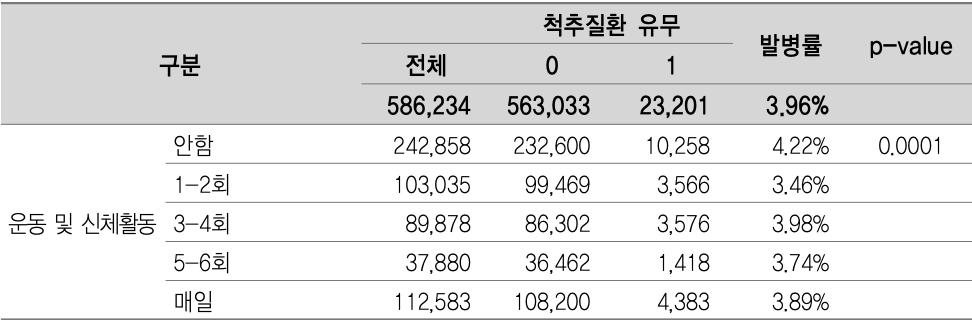 구분 척추질환 유무 발병률 p-value
전체 0 1
586,234 563,033 23,201 3.96%
운동 및 신체활동 안함 242,858 232,600 10,258 4.22% 0.0001
1-2회 103,035 99,469 3,566 3.46%
3-4회 89,878 86,302 3,576 3.98%
5-6회 37,880 36,462 1,418 3.74%
매일 112,583 108,200 4,383 3.89%